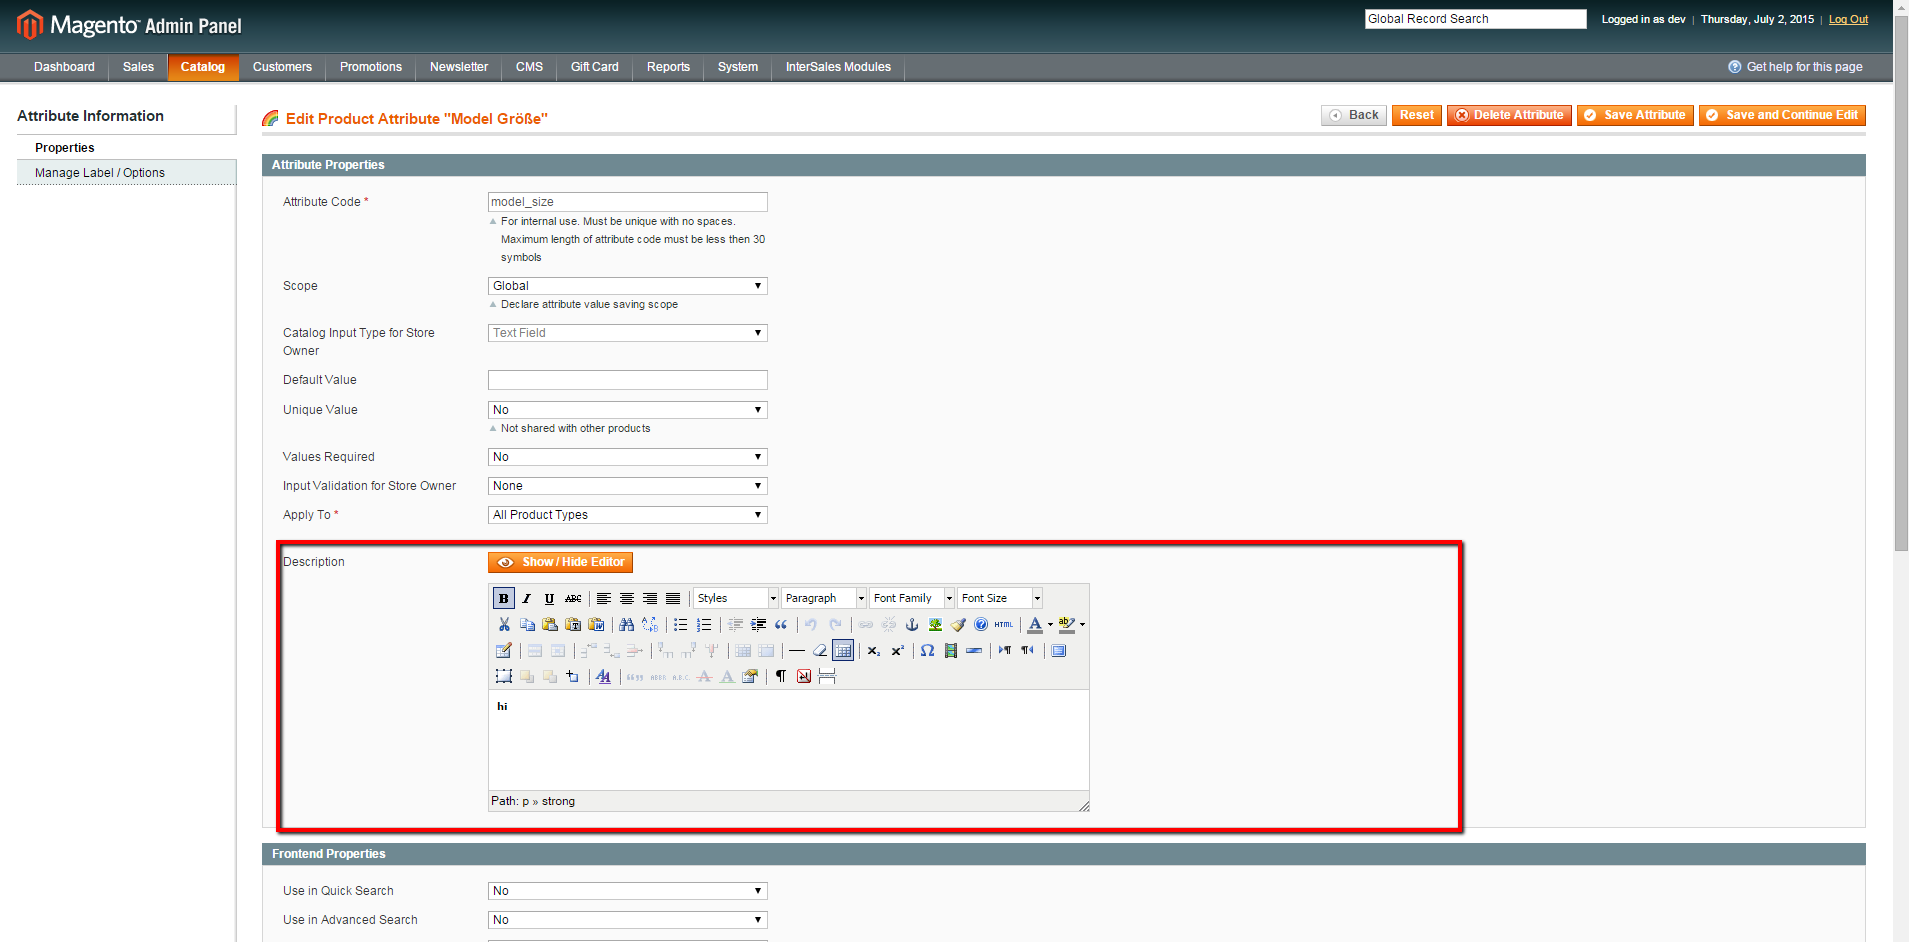 Magento Admin Panel
Global Record Search
Logged in as dev | Thursday, July 2, 2015 | Log Out
Dashboard Sales Catalog Customers Promotions Newsletter CMS Gift Card Reports System InterSales Modules Get help for this page
Attribute Information
Properties
Manage Label / Options
Edit Product Attribute "Model Größe"
Back Reset Delete Attribute Save Attribute Save and Continue Edit
Attribute Properties
Attribute Code * model_size
For internal use. Must be unique with no spaces.
Maximum length of attribute code must be less then 30
symbols
Scope Global
Declare attribute value saving scope
Catalog Input Type for Store
Owner
Text Field
Default Value
Unique Value No
Not shared with other products
Values Required No
Input Validation for Store Owner None
Apply To * All Product Types
Description Show / Hide Editor
B I U ABC Styles Paragraph Font Family Font Size
HTML A ab
ABBR A.B.C. A A
hi
Path: p » strong
Frontend Properties
Use in Quick Search No
Use in Advanced Search No